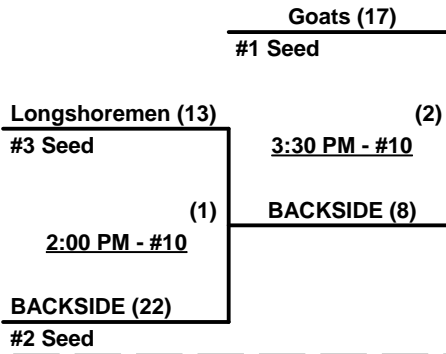 Goats (17)
#1 Seed
Longshoremen (13)
(2)
#3 Seed
3:30 PM - #10
(1)
BACKSIDE (8)
2:00 PM - #10
BACKSIDE (22)
#2 Seed